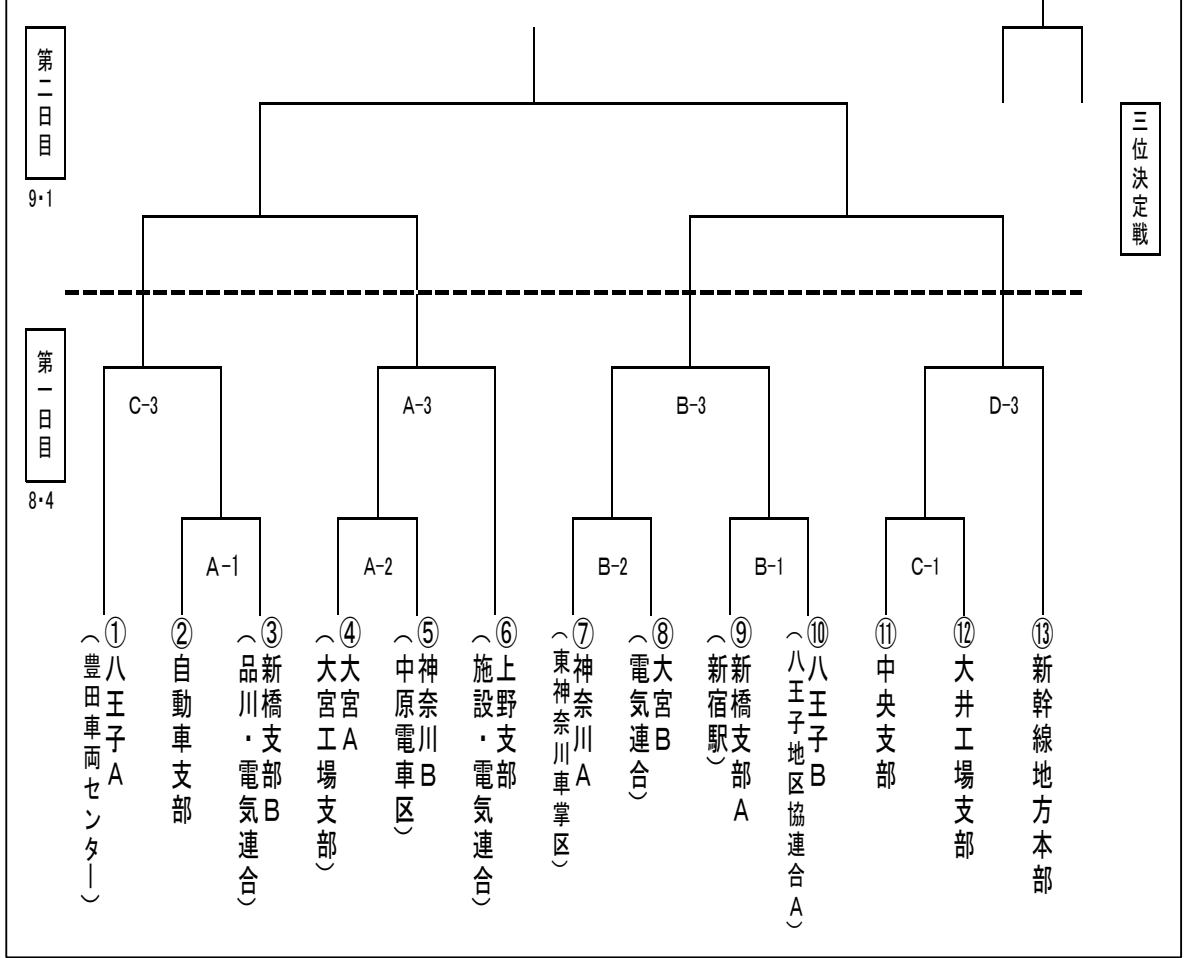 第二日目
9・1
三位決定戦
第一日目
8・4
C-3
A-3
B-3
D-3
A-1
A-2
B-2
B-1
C-1
①八王子A
(豊田車両センター)
②自動車支部
③新橋支部B
(品川・電気連合)
④大宮A
(大宮工場支部)
⑤神奈川B
(中原電車区)
⑥上野支部
(施設・電気連合)
⑦神奈川A
(東神奈川車掌区)
⑧大宮B
(電気連合)
⑨新橋支部A
(新宿駅)
⑩八王子B
(八王子地区協連合A)
⑪中央支部
⑫大井工場支部
⑬新幹線地方本部